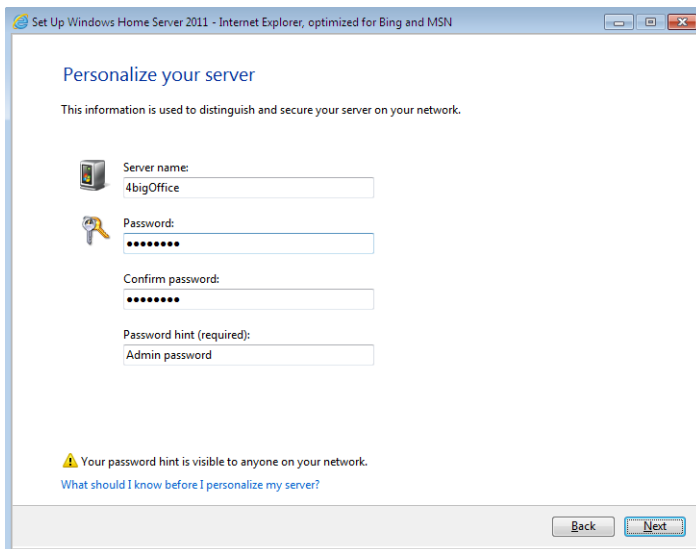 Set Up Windows Home Server 2011 - Internet Explorer, optimized for Bing and MSN
Personalize your server
This information is used to distinguish and secure your server on your network.
Server name:
4bigOffice
Password:
••••••••
Confirm password:
••••••••
Password hint (required):
Admin password
Your password hint is visible to anyone on your network.
What should I know before I personalize my server?
Back Next